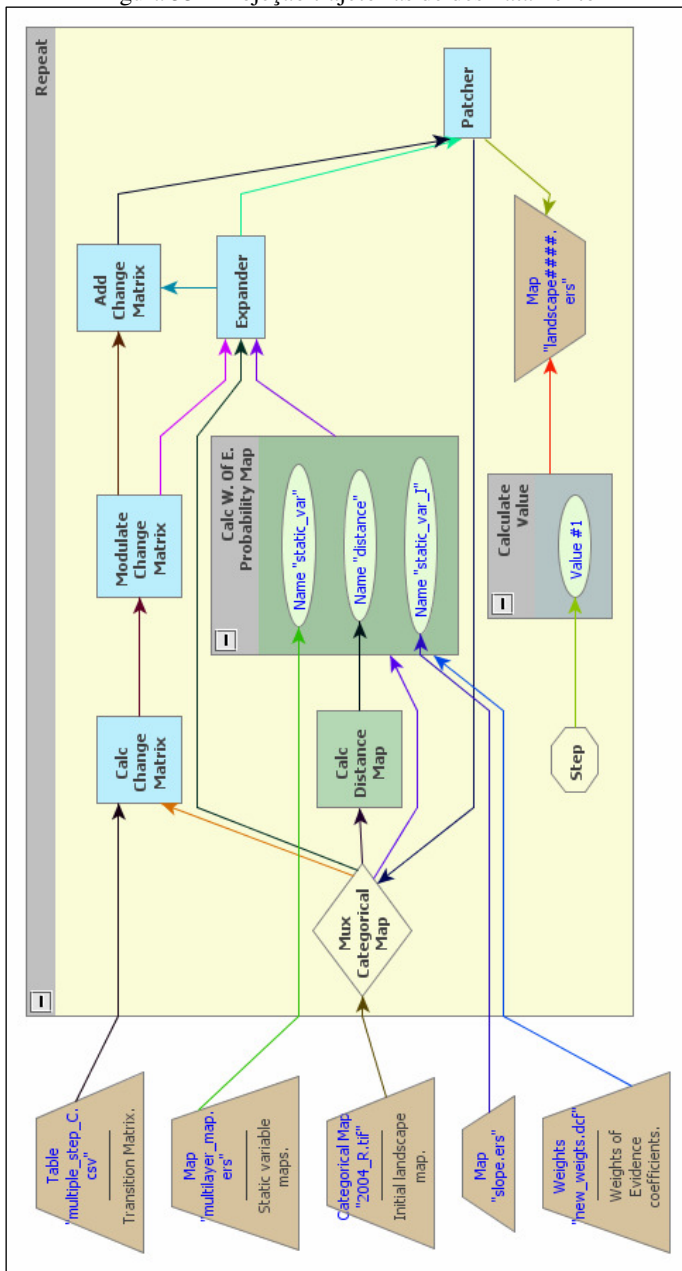 Repeat
Table
"multiple_step_C.
csv"
Transition Matrix.
Map
"multilayer_map.
ers"
Static variable
maps.
Categorical Map
"2004_R.tif"
Initial landscape
map.
Map
"slope.ers"
Weights
"new_weigts.dcf"
Weights of
Evidence
coefficients.
Mux
Categorical
Map
Calc
Change
Matrix
Calc
Distance
Map
Step
Modulate
Change
Matrix
Calc W. Of E.
Probability Map
Name "static_var"
Name "distance"
Name "static_var_I"
Calculate
Value
Value #1
Add
Change
Matrix
Expander
Map
"landscape####.
ers"
Patcher